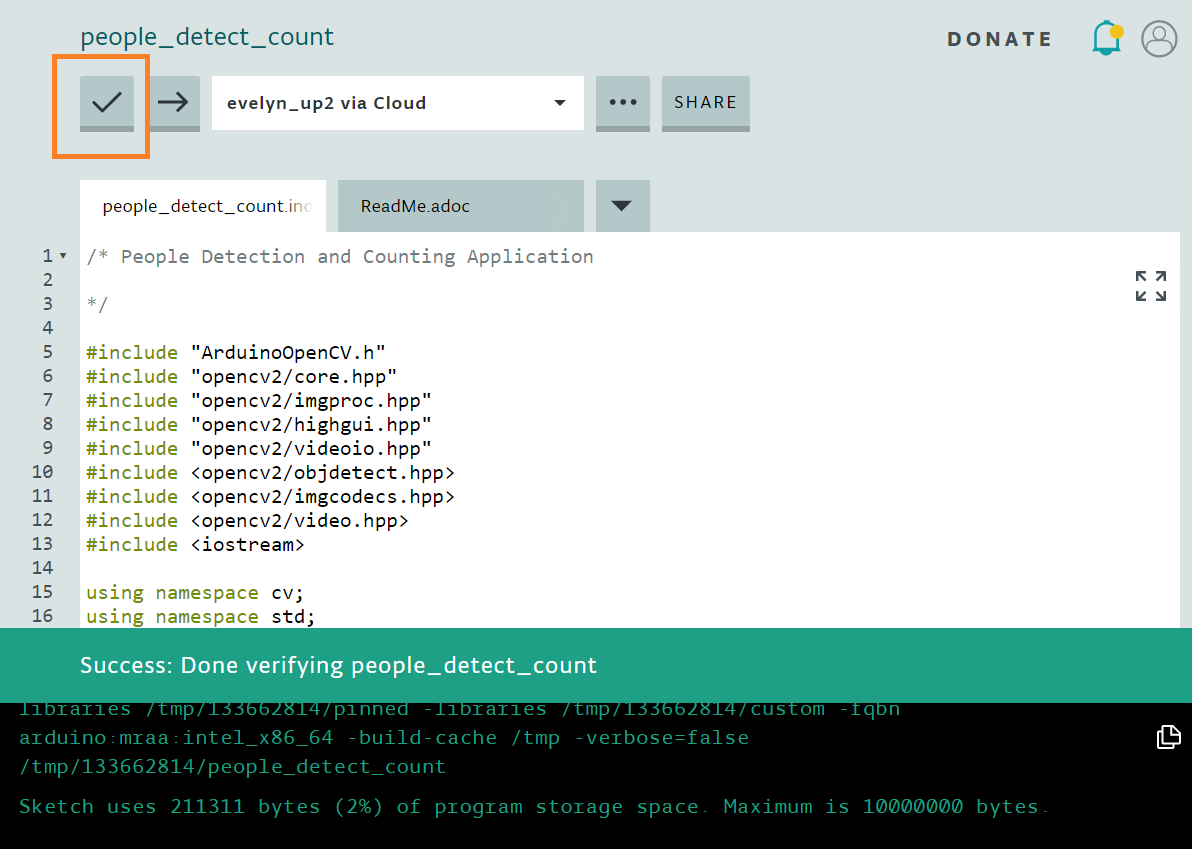 people_detect_count
DONATE
evelyn_up2 via Cloud
SHARE
people_detect_count.ino
ReadMe.adoc
1 /* People Detection and Counting Application
2
3 */
4
5 #include "ArduinoOpenCV.h"
6 #include "opencv2/core.hpp"
7 #include "opencv2/imgproc.hpp"
8 #include "opencv2/highgui.hpp"
9 #include "opencv2/videoio.hpp"
10 #include <opencv2/objdetect.hpp>
11 #include <opencv2/imgcodecs.hpp>
12 #include <opencv2/video.hpp>
13 #include <iostream>
14
15 using namespace cv;
16 using namespace std;
Success: Done verifying people_detect_count
libraries /tmp/133662814/pinned -libraries /tmp/133662814/custom -fqbn
arduino:mraa:intel_x86_64 -build-cache /tmp -verbose=false
/tmp/133662814/people_detect_count
Sketch uses 211311 bytes (2%) of program storage space. Maximum is 10000000 bytes.